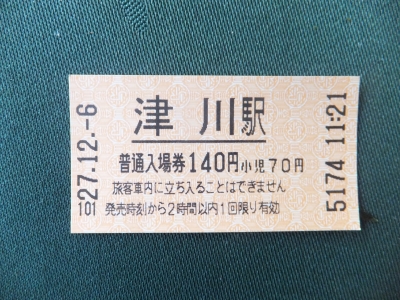 津川駅
普通入場券140円小児70円
旅客車内に立ち入ることはできません
発売時刻から2時間以内1回限り有効
27.12.-6
101
5174 11:21